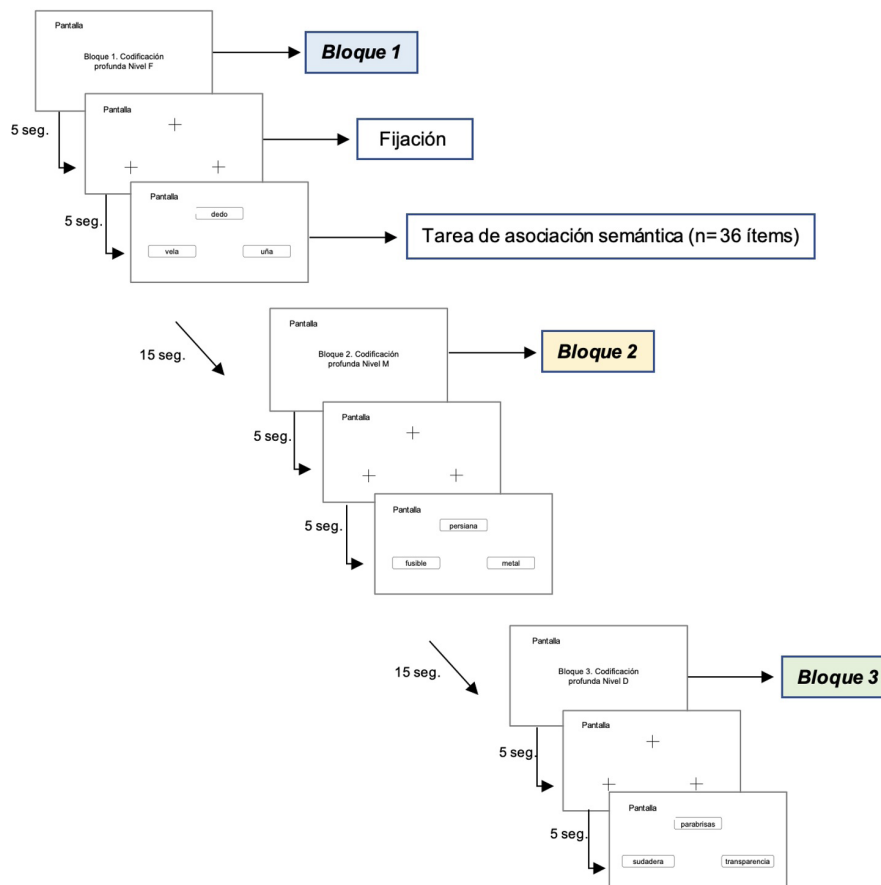 Pantalla
Bloque 1. Codificación
profunda Nivel F
Bloque 1
5 seg.
Pantalla
Fijación
5 seg.
Pantalla
dedo
vela uña
Tarea de asociación semántica (n= 36 ítems)
15 seg.
Pantalla
Bloque 2. Codificación
profunda Nivel M
Bloque 2
5 seg.
Pantalla
5 seg.
Pantalla
persiana
fusible metal
15 seg.
Pantalla
Bloque 3. Codificación
profunda Nivel D
Bloque 3
5 seg.
Pantalla
5 seg.
Pantalla
parabrisas
sudadera transparencia